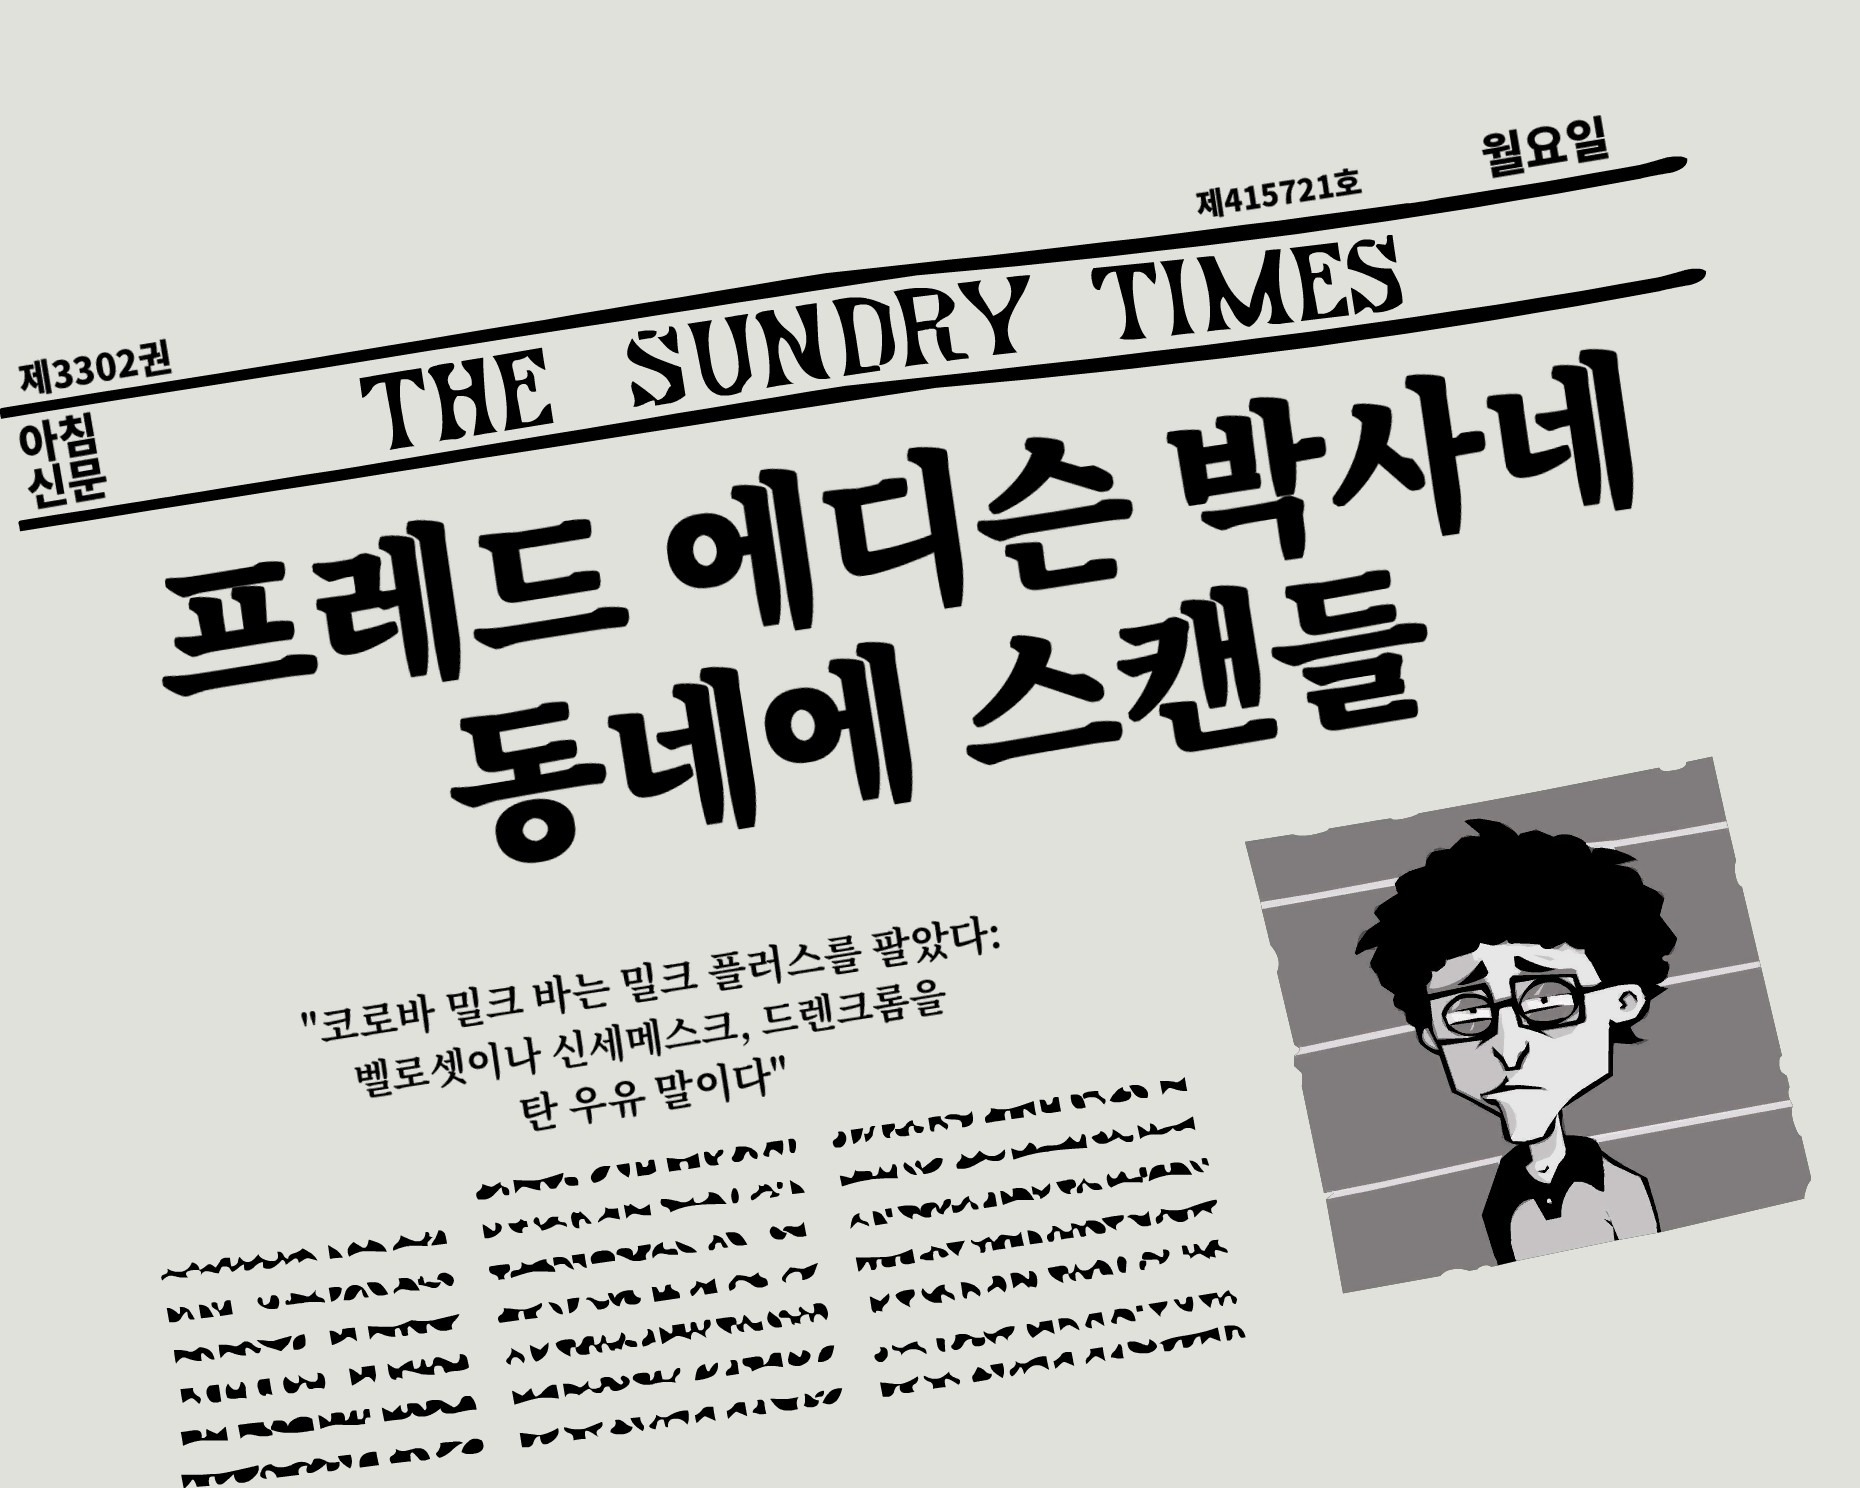 월요일
제415721호
제3302권
THE SUNDRY TIMES
아침
신문
프레드 에디슨 박사네
동네에 스캔들
"코로바 밀크 바는 밀크 플러스를 팔았다:
벨로셋이나 신세메스크, 드렌크롬을
탄 우유 말이다"